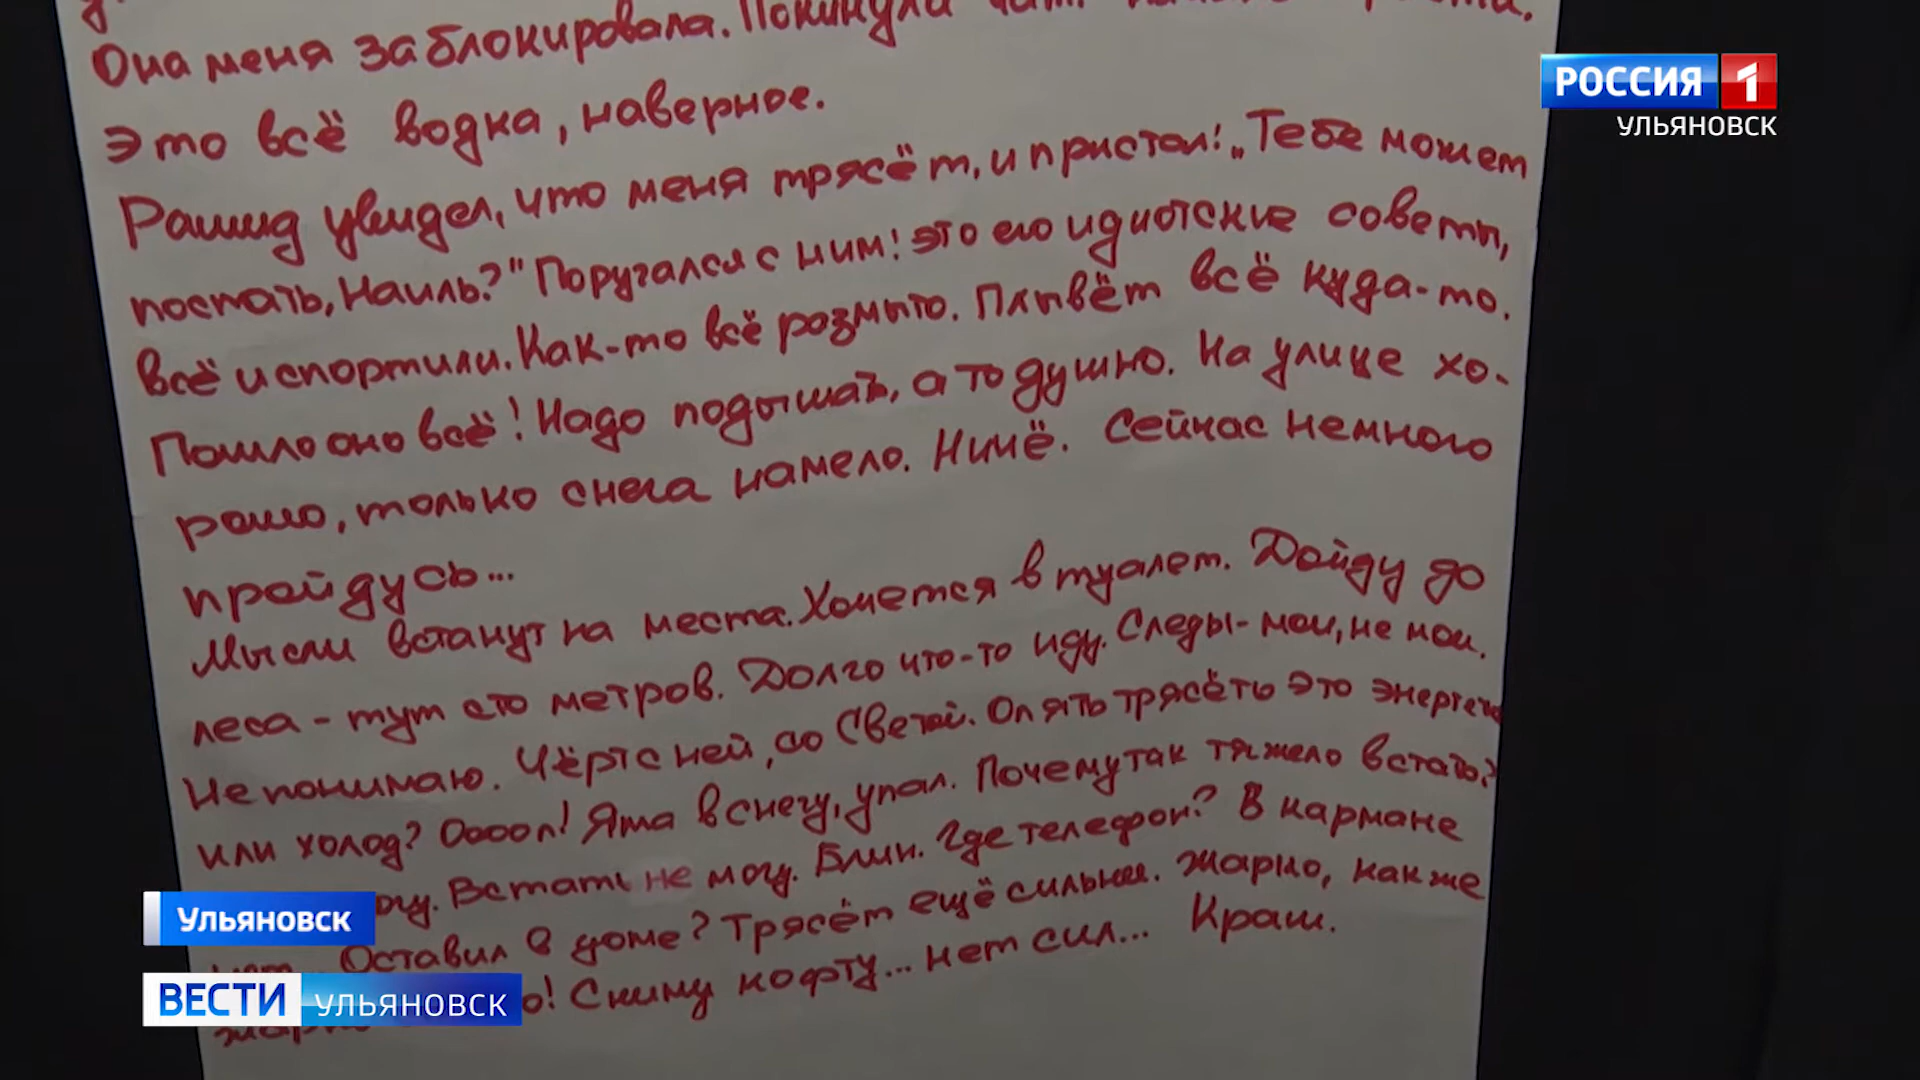 Она меня заблокировала. Покинула чат
Это всё водка, наверное.
Рашид увидел, что меня трясёт, и пристал! „Тебе может
поспать, Наиль?" Поругался с ним! это его идиотские советы,
всё испортили. Как-то всё размыто. Плывёт всё куда-то.
Пошло оно всё! Надо подышать, а то душно. На улице хо-
рошо, только снега намело. Ничё. Сейчас немного
пройдусь...
Мысли встанут на места. Хочется в туалет. Дойду до
леса - тут сто метров. Долго что-то иду. Следы - мои, не мои.
Не понимаю. Чёрт с ней, со Светой. Опять трясёт это
или холод? Оооол! Яма в снегу, упал. Почему так тяжело встать?
Встать не могу. Блин. Где телефон? В кармане
Оставил в доме? Трясёт ещё сильнее. Жарко, как же
Сниму кофту... нет сил... Краш.
РОССИЯ 1
УЛЬЯНОВСК
Ульяновск
ВЕСТИ УЛЬЯНОВСК